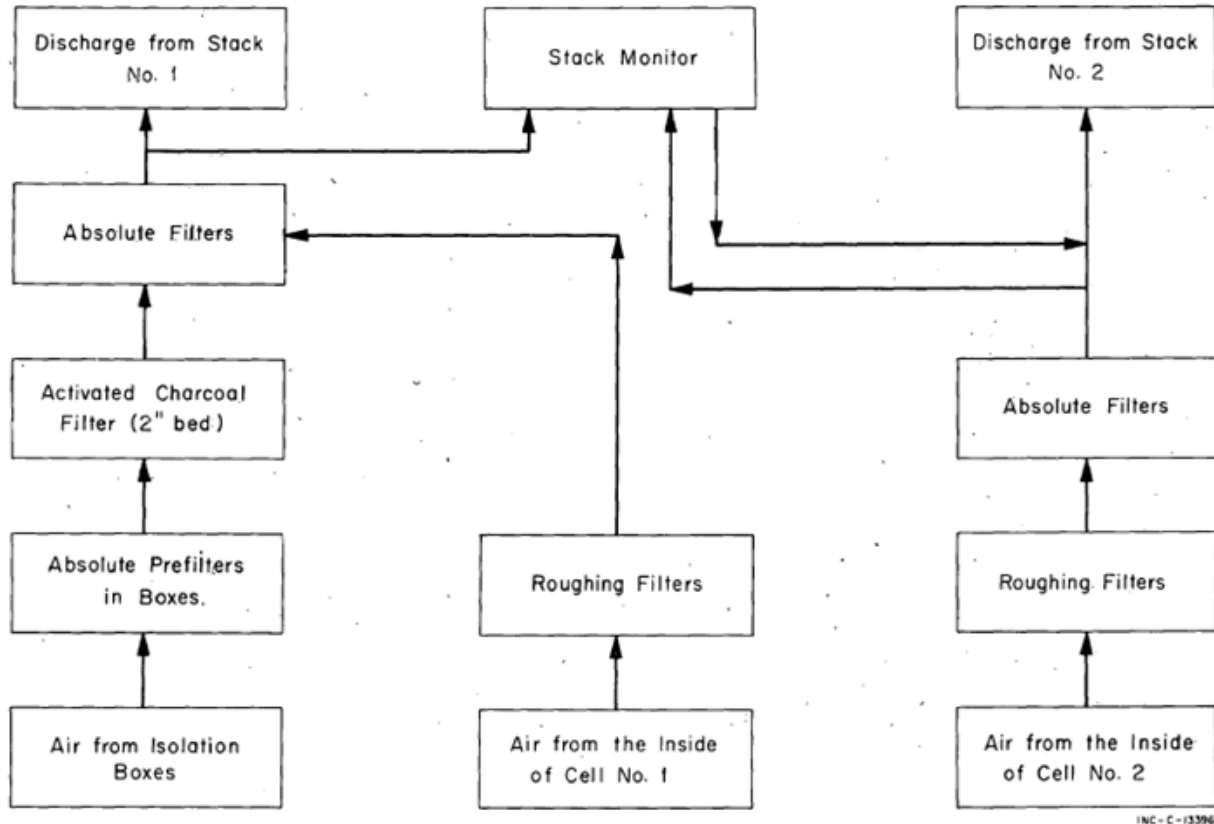 Discharge from Stack
No. 1
Stack Monitor
Discharge from Stack
No. 2
Absolute Filters
Activated Charcoal
Filter (2" bed)
Absolute Filters
Absolute Prefilters
in Boxes.
Roughing Filters
Roughing Filters
Air from Isolation
Boxes
Air from the Inside
of Cell No. 1
Air from the Inside
of Cell No. 2
INC-C-13396